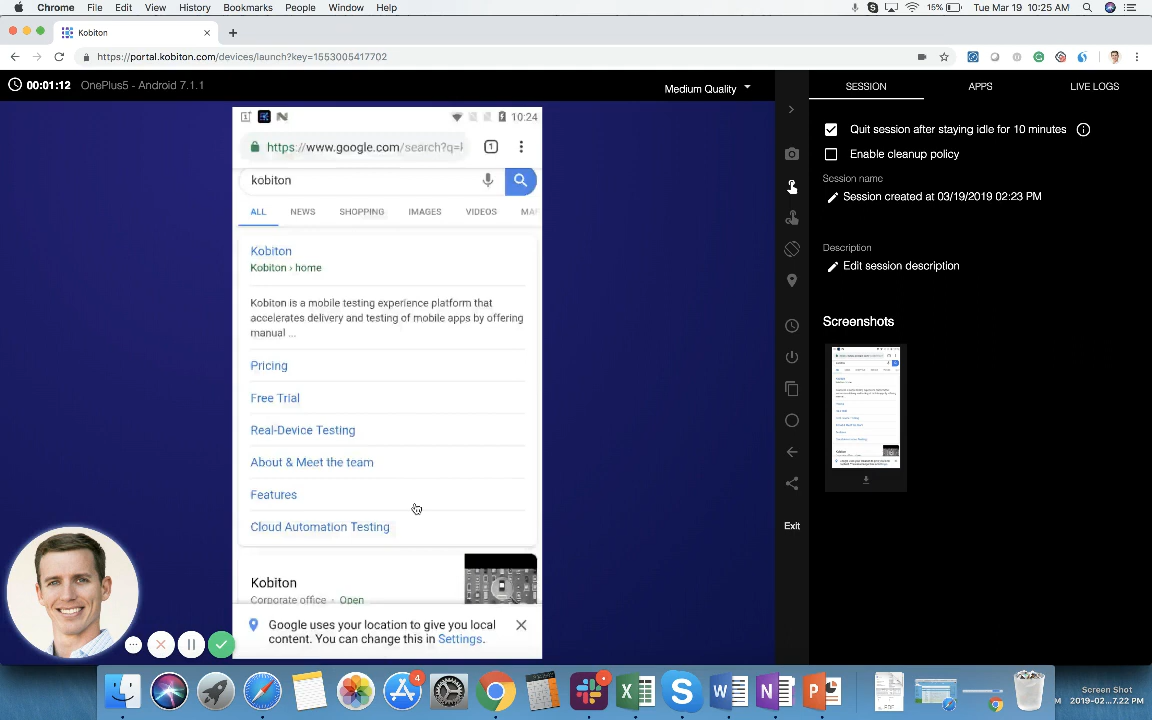 Chrome File Edit View History Bookmarks People Window Help
15% Tue Mar 19 10:25 AM
Kobiton
https://portal.kobiton.com/devices/launch?key=1553005417702
00:01:12 OnePlus5 - Android 7.1.1
Medium Quality
SESSION APPS LIVE LOGS
10:24
https://www.google.com/search?q=
1
kobiton
ALL NEWS SHOPPING IMAGES VIDEOS
Kobiton
Kobiton › home
Kobiton is a mobile testing experience platform that
accelerates delivery and testing of mobile apps by offering
manual ...
Pricing
Free Trial
Real-Device Testing
About & Meet the team
Features
Cloud Automation Testing
Kobiton
Corporate office · Open
Google uses your location to give you local
content. You can change this in Settings.
Exit
Quit session after staying idle for 10 minutes
Enable cleanup policy
Session name
Session created at 03/19/2019 02:23 PM
Description
Edit session description
Screenshots
4
Screen Shot
2019-02...7.22 PM